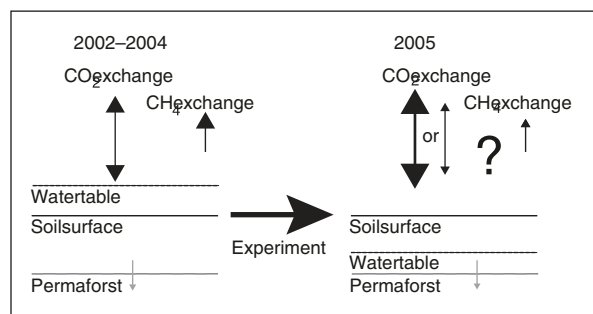 2002–2004
CO2exchange
CH4exchange
Watertable
Soilsurface
Permaforst
Experiment
2005
CO2exchange
CH4exchange
or
?
Soilsurface
Watertable
Permaforst